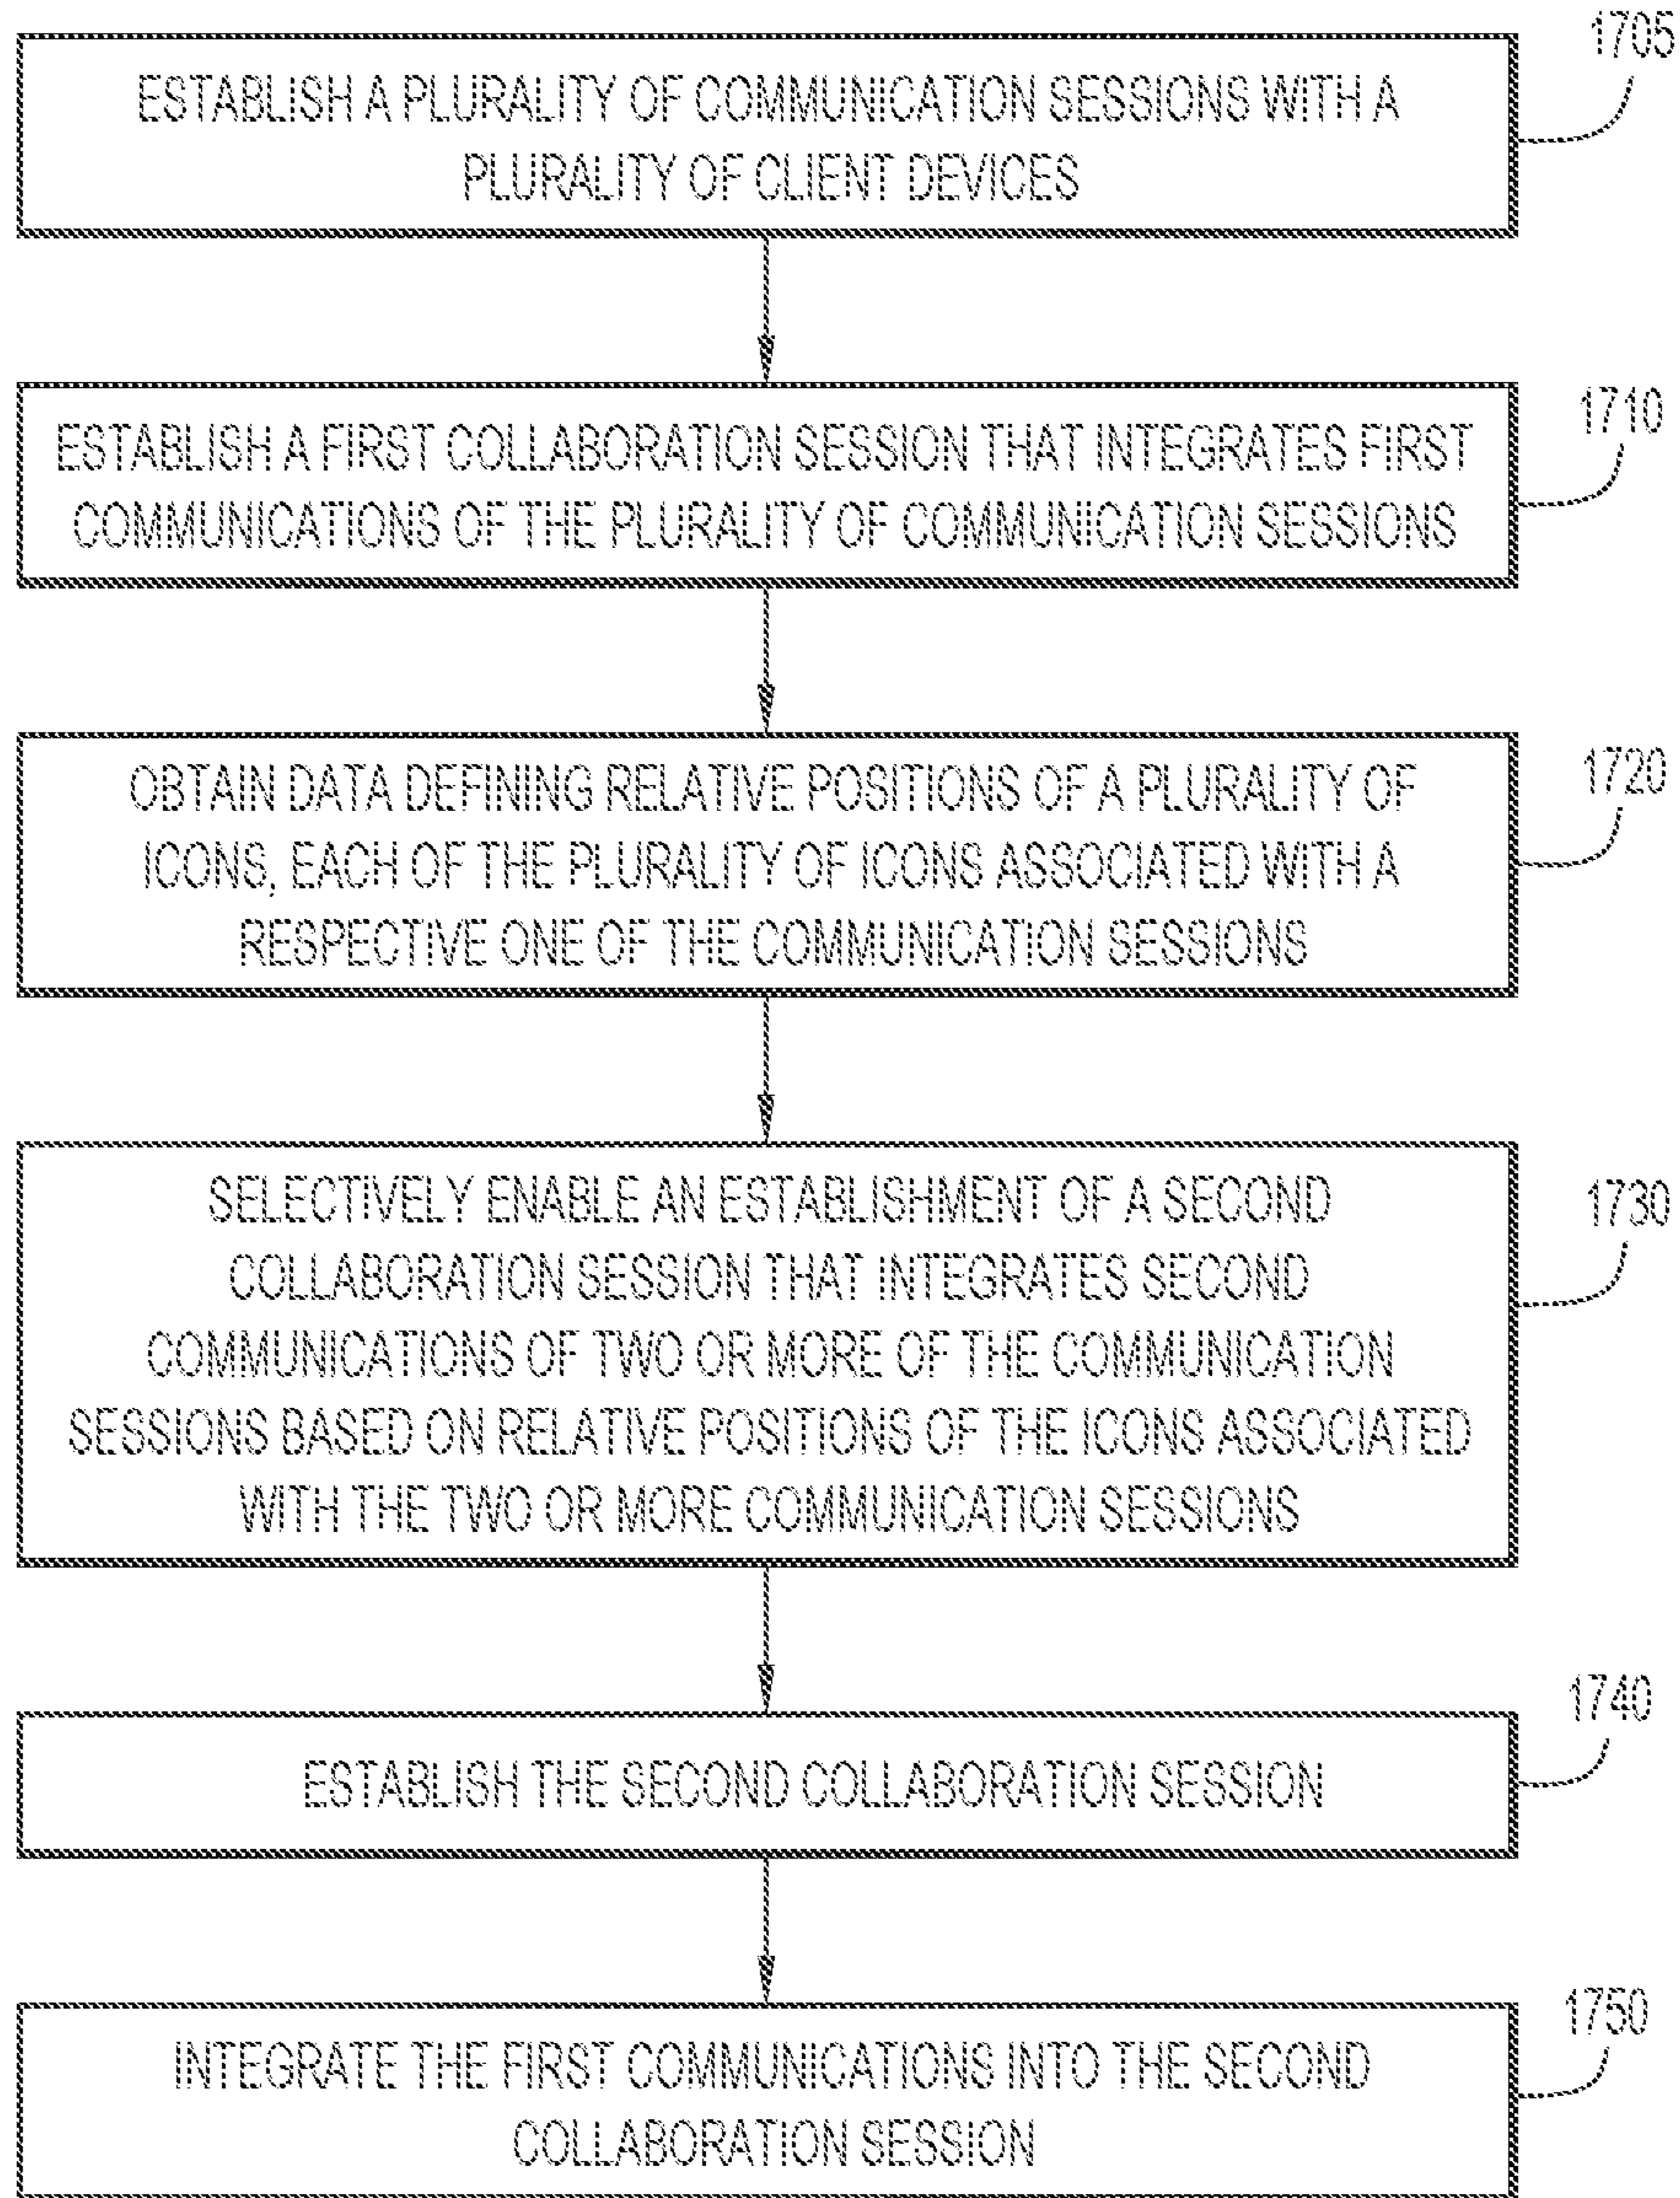 1705
ESTABLISH A PLURALITY OF COMMUNICATION SESSIONS WITH A
PLURALITY OF CLIENT DEVICES
1710
ESTABLISH A FIRST COLLABORATION SESSION THAT INTEGRATES FIRST
COMMUNICATIONS OF THE PLURALITY OF COMMUNICATION SESSIONS
1720
OBTAIN DATA DEFINING RELATIVE POSITIONS OF A PLURALITY OF
ICONS, EACH OF THE PLURALITY OF ICONS ASSOCIATED WITH A
RESPECTIVE ONE OF THE COMMUNICATION SESSIONS
1730
SELECTIVELY ENABLE AN ESTABLISHMENT OF A SECOND
COLLABORATION SESSION THAT INTEGRATES SECOND
COMMUNICATIONS OF TWO OR MORE OF THE COMMUNICATION
SESSIONS BASED ON RELATIVE POSITIONS OF THE ICONS ASSOCIATED
WITH THE TWO OR MORE COMMUNICATION SESSIONS
1740
ESTABLISH THE SECOND COLLABORATION SESSION
1750
INTEGRATE THE FIRST COMMUNICATIONS INTO THE SECOND
COLLABORATION SESSION